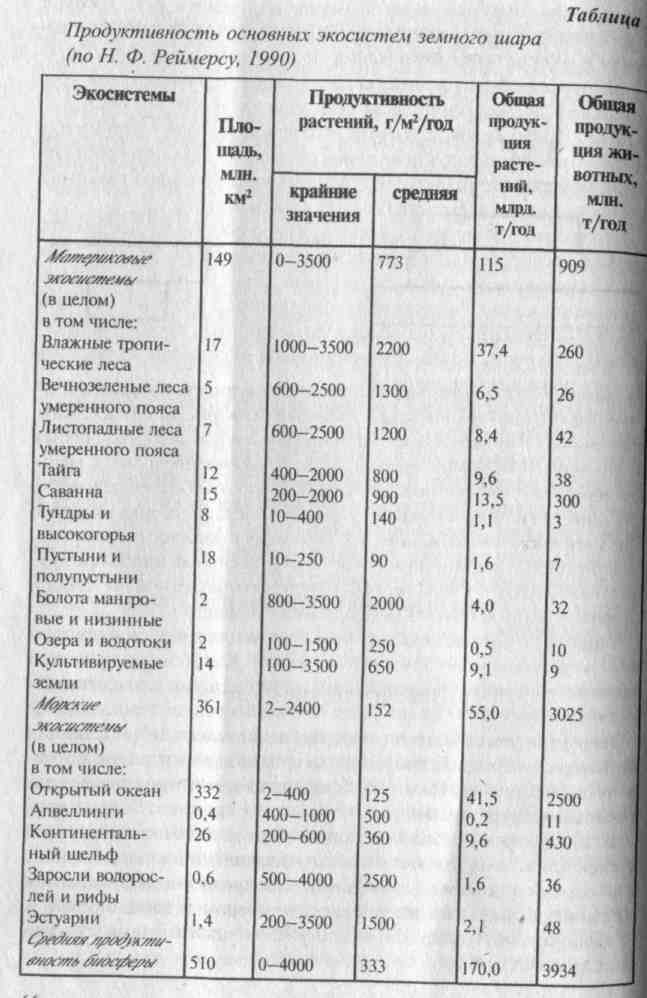 Таблица
Продуктивность основных экосистем земного шара
(по Н. Ф. Реймерсу, 1990)
Экосистемы
Пло-
щадь,
млн.
км²
Продуктивность
растений, г/м²/год
крайние
значения
средняя
Общая
продук-
ция
расте-
ний,
млрд.
т/год
Общая
продук-
ция жи-
вотных,
млн.
т/год
Материковые 149 0–3500 773 115 909
экосистемы
(в целом)
в том числе:
Влажные тропи- 17 1000–3500 2200 37,4 260
ческие леса
Вечнозеленые леса 5 600–2500 1300 6,5 26
умеренного пояса
Листопадные леса 7 600–2500 1200 8,4 42
умеренного пояса
Тайга 12 400–2000 800 9,6 38
Саванна 15 200–2000 900 13,5 300
Тундры и 8 10–400 140 1,1 3
высокогорья
Пустыни и 18 10–250 90 1,6 7
полупустыни
Болота мангро- 2 800–3500 2000 4,0 32
вые и низинные
Озера и водотоки 2 100–1500 250 0,5 10
Культивируемые 14 100–3500 650 9,1 9
земли
Морские 361 2–2400 152 55,0 3025
экосистемы
(в целом)
в том числе:
Открытый океан 332 2–400 125 41,5 2500
Апвеллинги 0,4 400–1000 500 0,2 11
Континенталь- 26 200–600 360 9,6 430
ный шельф
Заросли водорос- 0,6 500–4000 2500 1,6 36
лей и рифы
Эстуарии 1,4 200–3500 1500 2,1 48
Средняя продукти-
вность биосферы 510 0–4000 333 170,0 3934